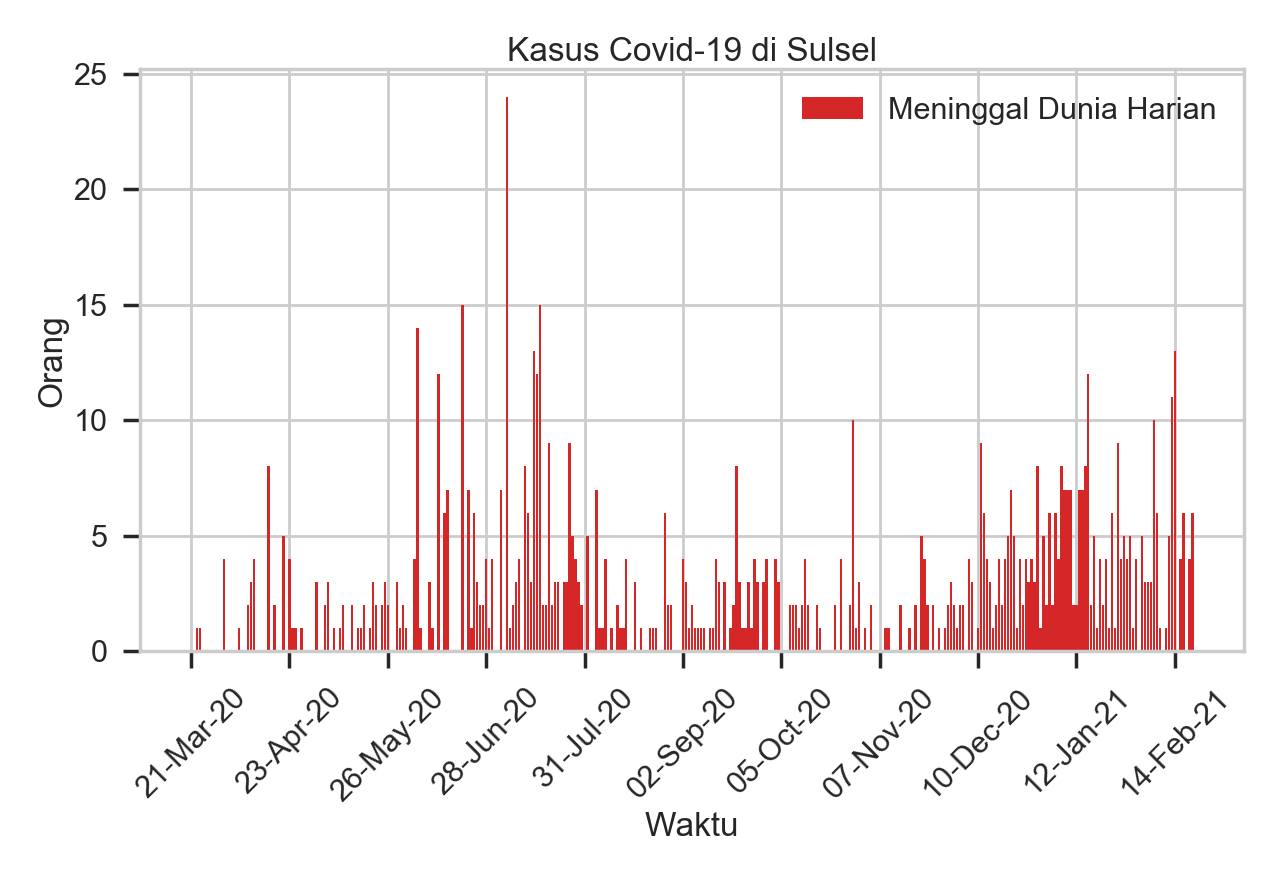 Kasus Covid-19 di Sulsel
Meninggal Dunia Harian
Orang
25
20
15
10
5
0
21-Mar-20
23-Apr-20
26-May-20
28-Jun-20
31-Jul-20
02-Sep-20
05-Oct-20
07-Nov-20
10-Dec-20
12-Jan-21
14-Feb-21
Waktu